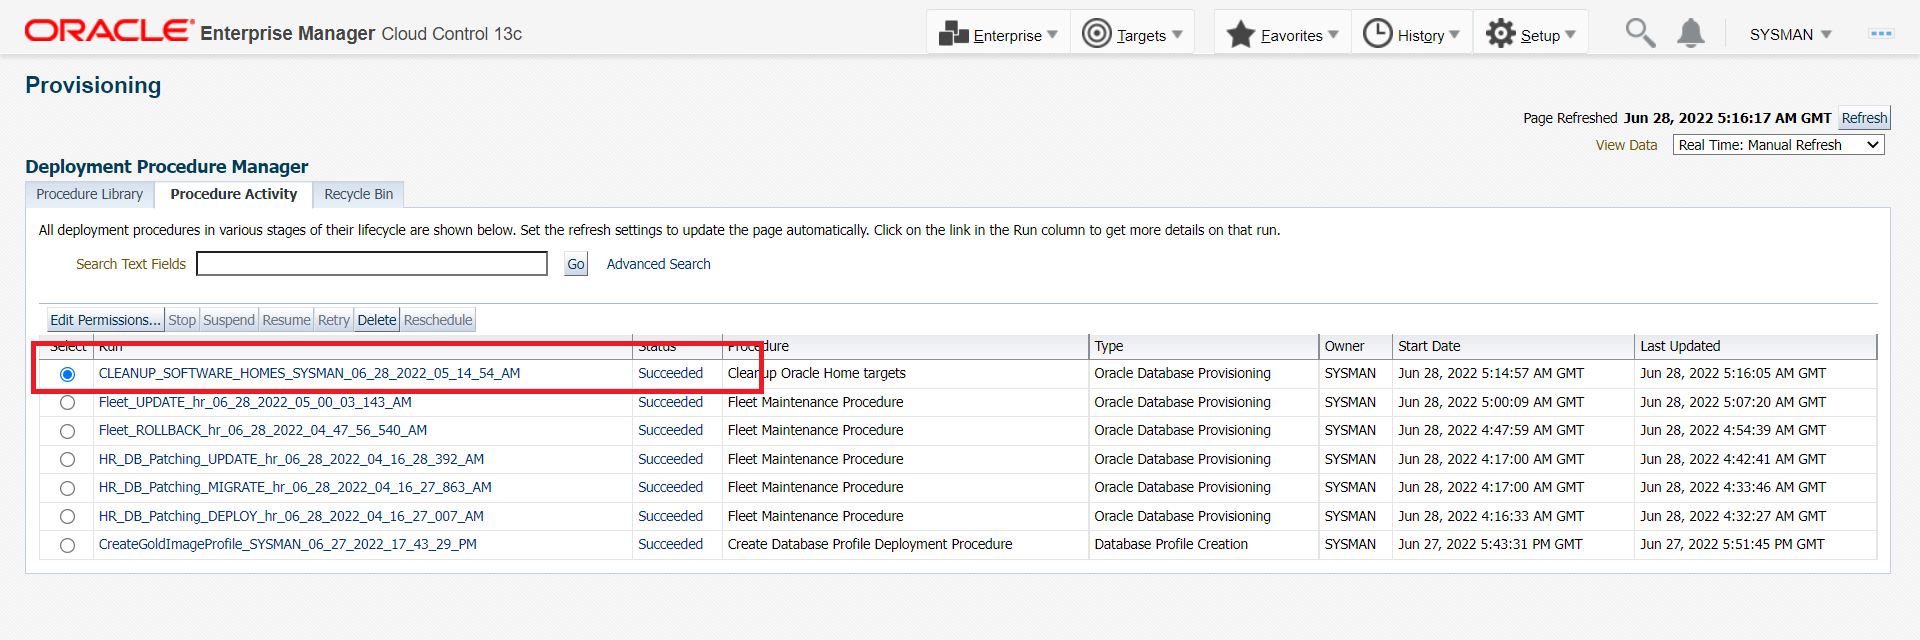 ORACLE Enterprise Manager Cloud Control 13c Enterprise Targets Favorites History Setup SYSMAN
Provisioning
Page Refreshed Jun 28, 2022 5:16:17 AM GMT Refresh
View Data Real Time: Manual Refresh
Deployment Procedure Manager
Procedure Library Procedure Activity Recycle Bin
All deployment procedures in various stages of their lifecycle are shown below. Set the refresh settings to update the page automatically. Click on the link in the Run column to get more details on that run.
Search Text Fields Go Advanced Search
Edit Permissions... Stop Suspend Resume Retry Delete Reschedule
Select Run Status Procedure Type Owner Start Date Last Updated
CLEANUP_SOFTWARE_HOMES_SYSMAN_06_28_2022_05_14_54_AM Succeeded Cleanup Oracle Home targets Oracle Database Provisioning SYSMAN Jun 28, 2022 5:14:57 AM GMT Jun 28, 2022 5:16:05 AM GMT
Fleet_UPDATE_hr_06_28_2022_05_00_03_143_AM Succeeded Fleet Maintenance Procedure Oracle Database Provisioning SYSMAN Jun 28, 2022 5:00:09 AM GMT Jun 28, 2022 5:07:20 AM GMT
Fleet_ROLLBACK_hr_06_28_2022_04_47_56_540_AM Succeeded Fleet Maintenance Procedure Oracle Database Provisioning SYSMAN Jun 28, 2022 4:47:59 AM GMT Jun 28, 2022 4:54:39 AM GMT
HR_DB_Patching_UPDATE_hr_06_28_2022_04_16_28_392_AM Succeeded Fleet Maintenance Procedure Oracle Database Provisioning SYSMAN Jun 28, 2022 4:17:00 AM GMT Jun 28, 2022 4:42:41 AM GMT
HR_DB_Patching_MIGRATE_hr_06_28_2022_04_16_27_863_AM Succeeded Fleet Maintenance Procedure Oracle Database Provisioning SYSMAN Jun 28, 2022 4:17:00 AM GMT Jun 28, 2022 4:33:46 AM GMT
HR_DB_Patching_DEPLOY_hr_06_28_2022_04_16_27_007_AM Succeeded Fleet Maintenance Procedure Oracle Database Provisioning SYSMAN Jun 28, 2022 4:16:33 AM GMT Jun 28, 2022 4:32:27 AM GMT
CreateGoldImageProfile_SYSMAN_06_27_2022_17_43_29_PM Succeeded Create Database Profile Deployment Procedure Database Profile Creation SYSMAN Jun 27, 2022 5:43:31 PM GMT Jun 27, 2022 5:51:45 PM GMT